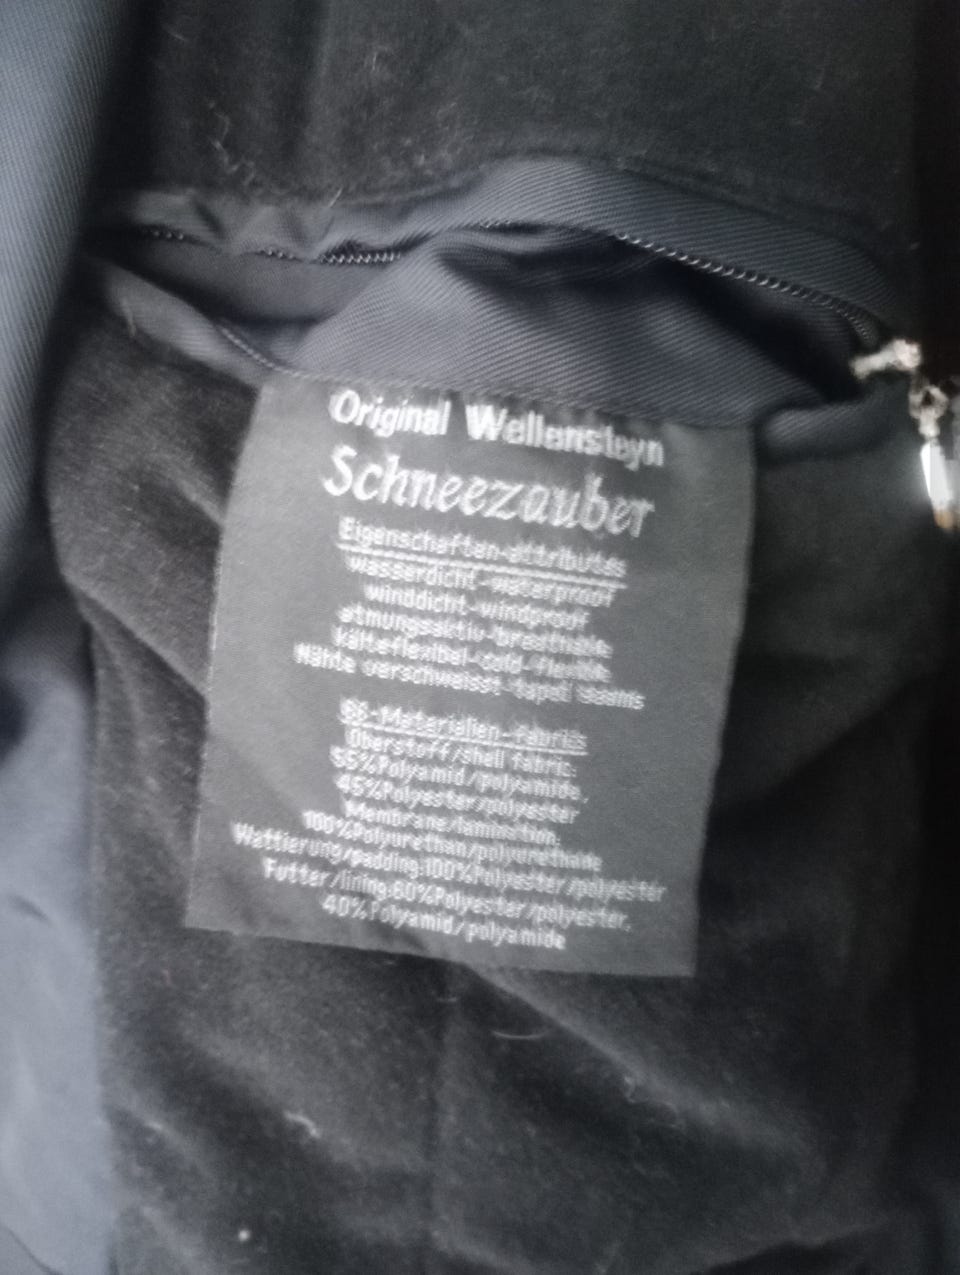 Original Wellensteyn
Schneezauber
Eigenschaften-attributes
wasserdicht-waterproof
winddicht-windproof
atmungsaktiv-breathable
kälteflexibel-cold-flexible
Nähte verschweisst-taped seams
Materialien-fabrics
Oberstoff/shell fabric:
55%Polyamid/polyamide,
45%Polyester/polyester
Membrane/lamination:
100%Polyurethan/polyurethane
Wattierung/padding:100%Polyester/polyester
Futter/lining:60%Polyester/polyester,
40%Polyamid/polyamide